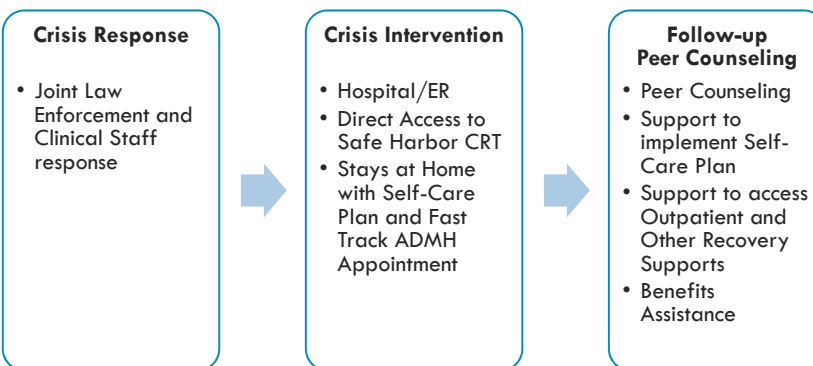 Crisis Response
• Joint Law
Enforcement and
Clinical Staff
response
Crisis Intervention
• Hospital/ER
• Direct Access to
Safe Harbor CRT
• Stays at Home
with Self-Care
Plan and Fast
Track ADMH
Appointment
Follow-up
Peer Counseling
• Peer Counseling
• Support to
implement Self-
Care Plan
• Support to access
Outpatient and
Other Recovery
Supports
• Benefits
Assistance